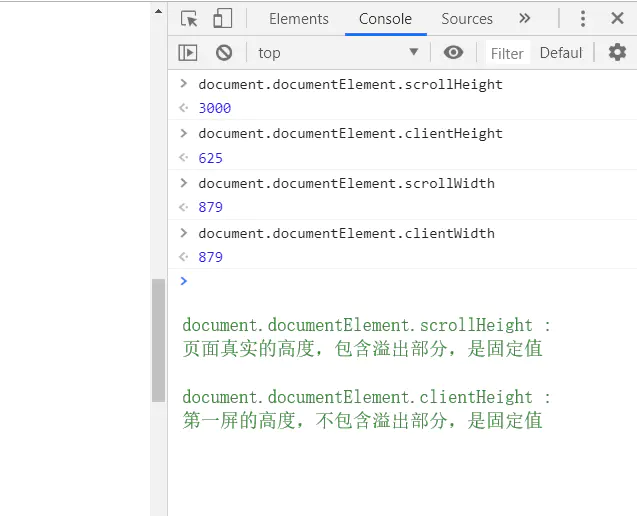 Elements Console Sources
top Filter Defaul
document.documentElement.scrollHeight
3000
document.documentElement.clientHeight
625
document.documentElement.scrollWidth
879
document.documentElement.clientWidth
879
document.documentElement.scrollHeight :
页面真实的高度，包含溢出部分，是固定值
document.documentElement.clientHeight :
第一屏的高度，不包含溢出部分，是固定值